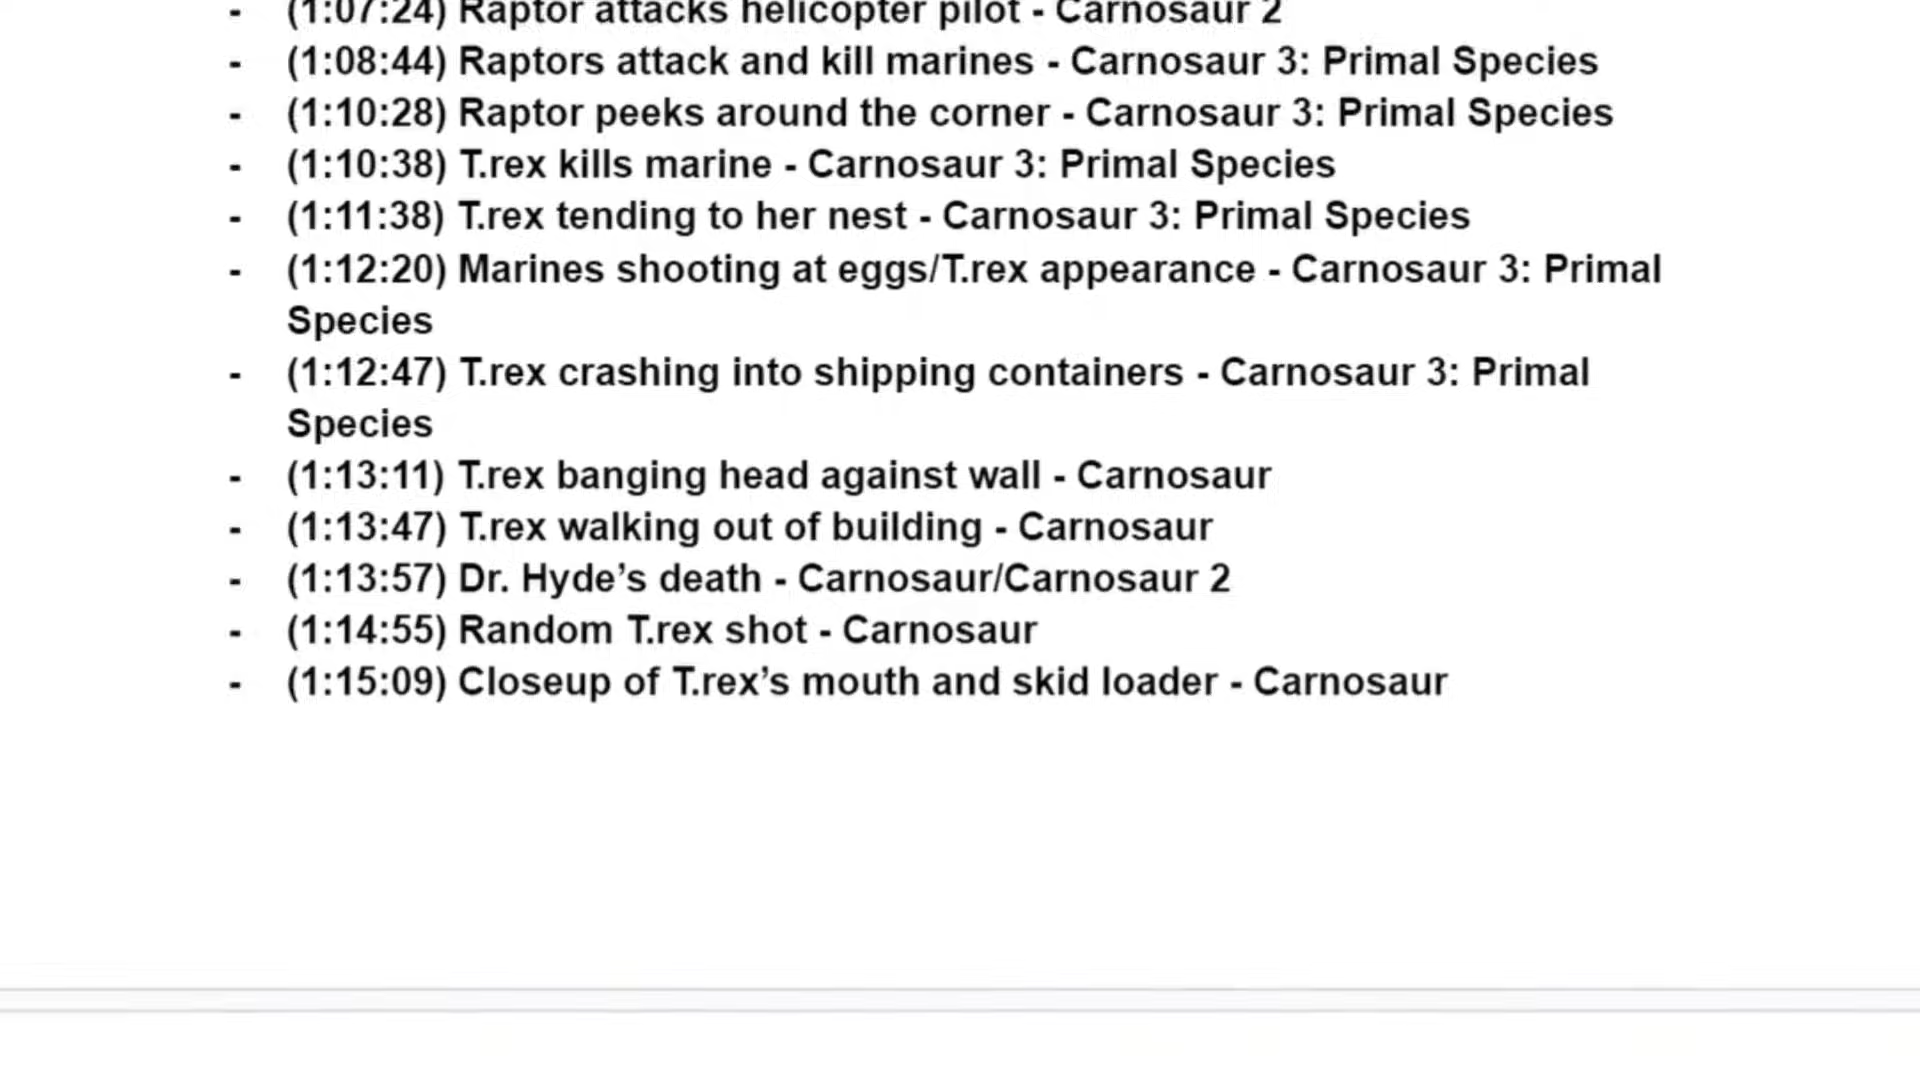 - (1:07:24) Raptor attacks helicopter pilot - Carnosaur 2
- (1:08:44) Raptors attack and kill marines - Carnosaur 3: Primal Species
- (1:10:28) Raptor peeks around the corner - Carnosaur 3: Primal Species
- (1:10:38) T.rex kills marine - Carnosaur 3: Primal Species
- (1:11:38) T.rex tending to her nest - Carnosaur 3: Primal Species
- (1:12:20) Marines shooting at eggs/T.rex appearance - Carnosaur 3: Primal
Species
- (1:12:47) T.rex crashing into shipping containers - Carnosaur 3: Primal
Species
- (1:13:11) T.rex banging head against wall - Carnosaur
- (1:13:47) T.rex walking out of building - Carnosaur
- (1:13:57) Dr. Hyde’s death - Carnosaur/Carnosaur 2
- (1:14:55) Random T.rex shot - Carnosaur
- (1:15:09) Closeup of T.rex’s mouth and skid loader - Carnosaur